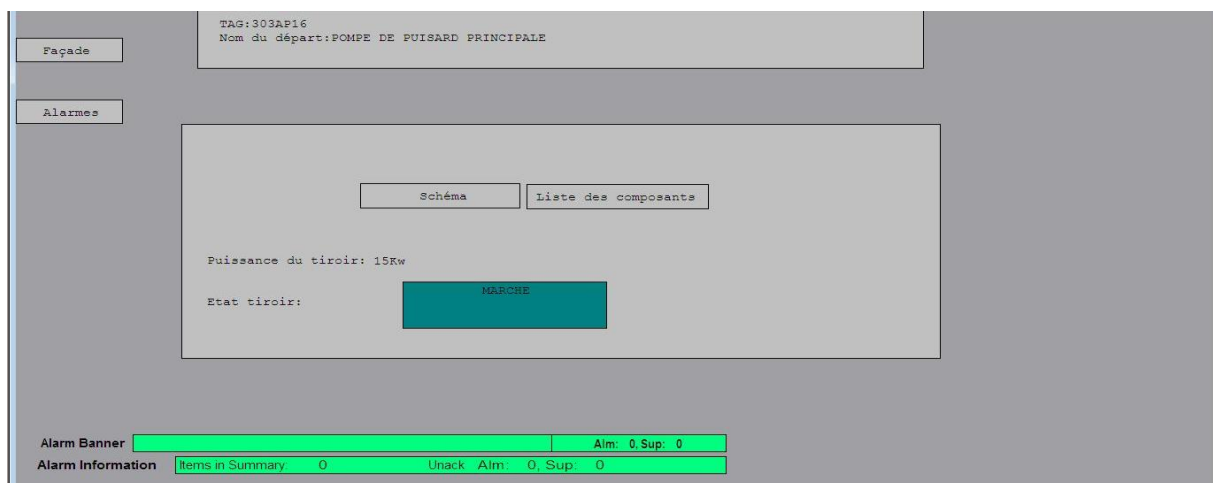 TAG:303AP16
Nom du départ:POMPE DE PUISARD PRINCIPALE
Façade
Alarmes
Schéma
Liste des composants
Puissance du tiroir: 15Kw
MARCHE
Etat tiroir:
Alarm Banner
Alm: 0, Sup: 0
Alarm Information
Items in Summary: 0 Unack Alm: 0, Sup: 0